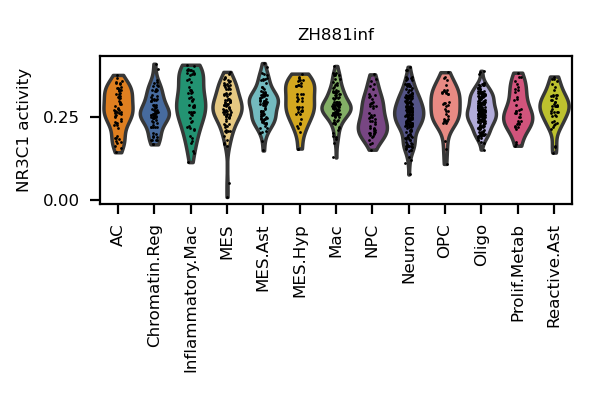 ZH881inf
NR3C1 activity
0.25
0.00
AC
Chromatin.Reg
Inflammatory.Mac
MES
MES.Ast
MES.Hyp
Mac
NPC
Neuron
OPC
Oligo
Prolif.Metab
Reactive.Ast